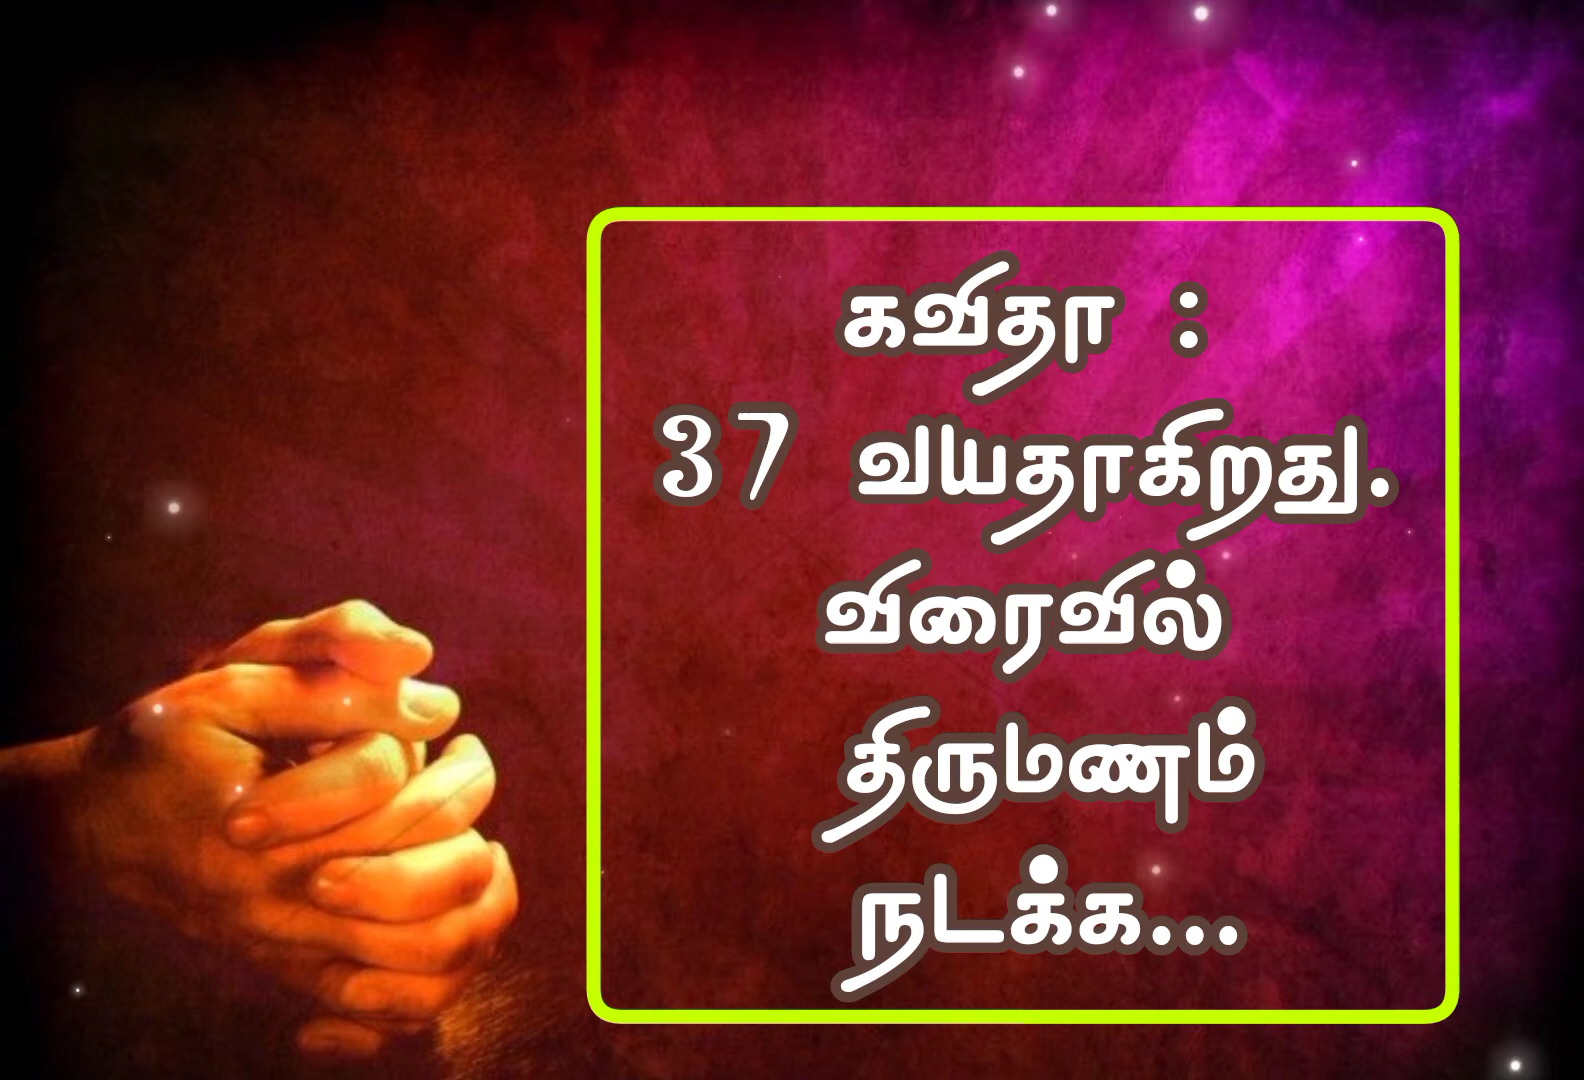 கவிதா :
37 வயதாகிறது.
விரைவில்
திருமணம்
நடக்க...